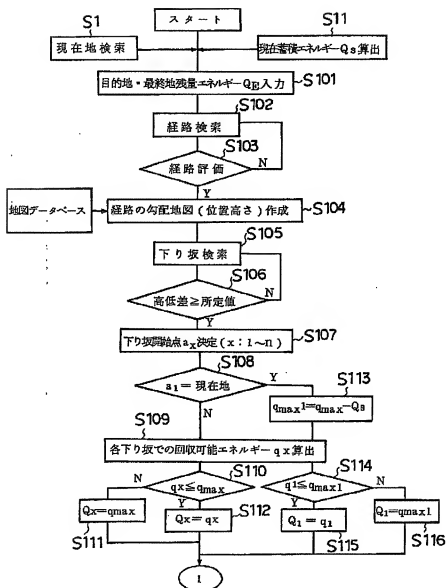 スタート
S1
現在地検索
S11
現在蓄積エネルギーQs算出
目的地・最終地残量エネルギーQE入力
S101
S102
経路検索
S103
経路評価
N
Y
地図データベース
経路の勾配地図(位置高さ)作成
S104
S105
下り坂検索
S106
高低差≧所定値
N
Y
S107
下り坂開始点ax決定(x:1~n)
S108
a1=現在地
Y
S113
qmax1=qmax-Qs
N
S109
各下り坂での回収可能エネルギーqx算出
S110
N
qx≦qmax
Y
S114
q1≦qmax1
N
Y
Qx=qmax
S111
Qx=qx
S112
Q1=q1
S115
Q1=qmax1
S116
1